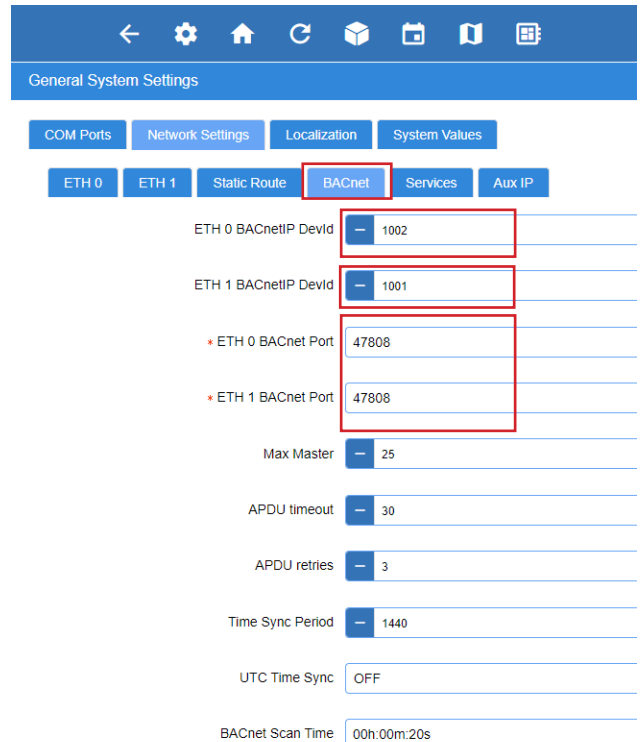 General System Settings
COM Ports Network Settings Localization System Values
ETH 0 ETH 1 Static Route BACnet Services Aux IP
ETH 0 BACnetIP DevId − 1002
ETH 1 BACnetIP DevId − 1001
* ETH 0 BACnet Port 47808
* ETH 1 BACnet Port 47808
Max Master − 25
APDU timeout − 30
APDU retries − 3
Time Sync Period − 1440
UTC Time Sync OFF
BACnet Scan Time 00h:00m:20s